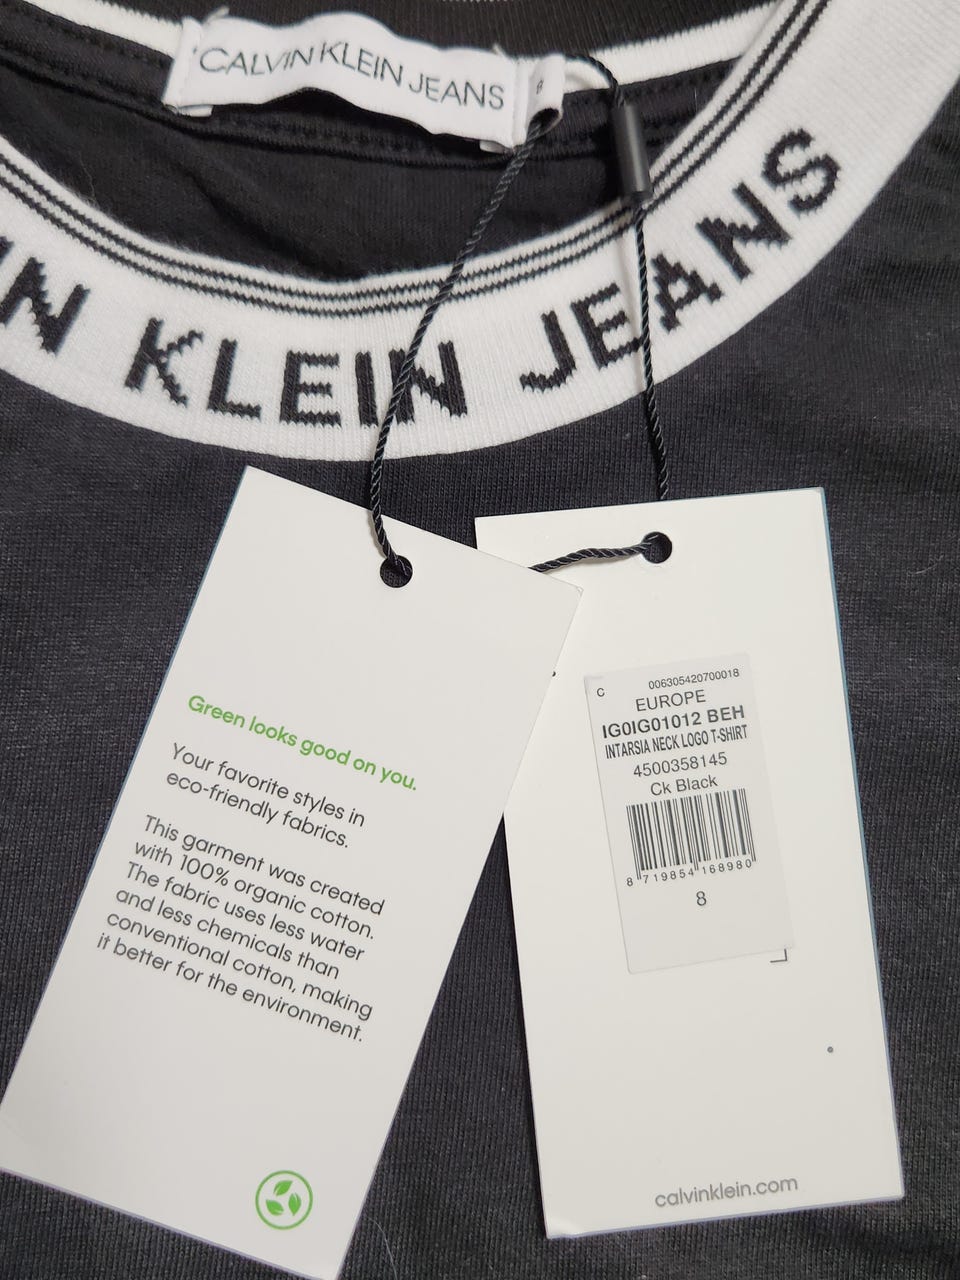 CALVIN KLEIN JEANS
8
IN KLEIN JEANS
Green looks good on you.
Your favorite styles in
eco-friendly fabrics.
This garment was created
with 100% organic cotton.
The fabric uses less water
and less chemicals than
conventional cotton, making
it better for the environment.
C 006305420700018
EUROPE
IG0IG01012 BEH
INTARSIA NECK LOGO T-SHIRT
4500358145
Ck Black
8 719854 168980
8
calvinklein.com